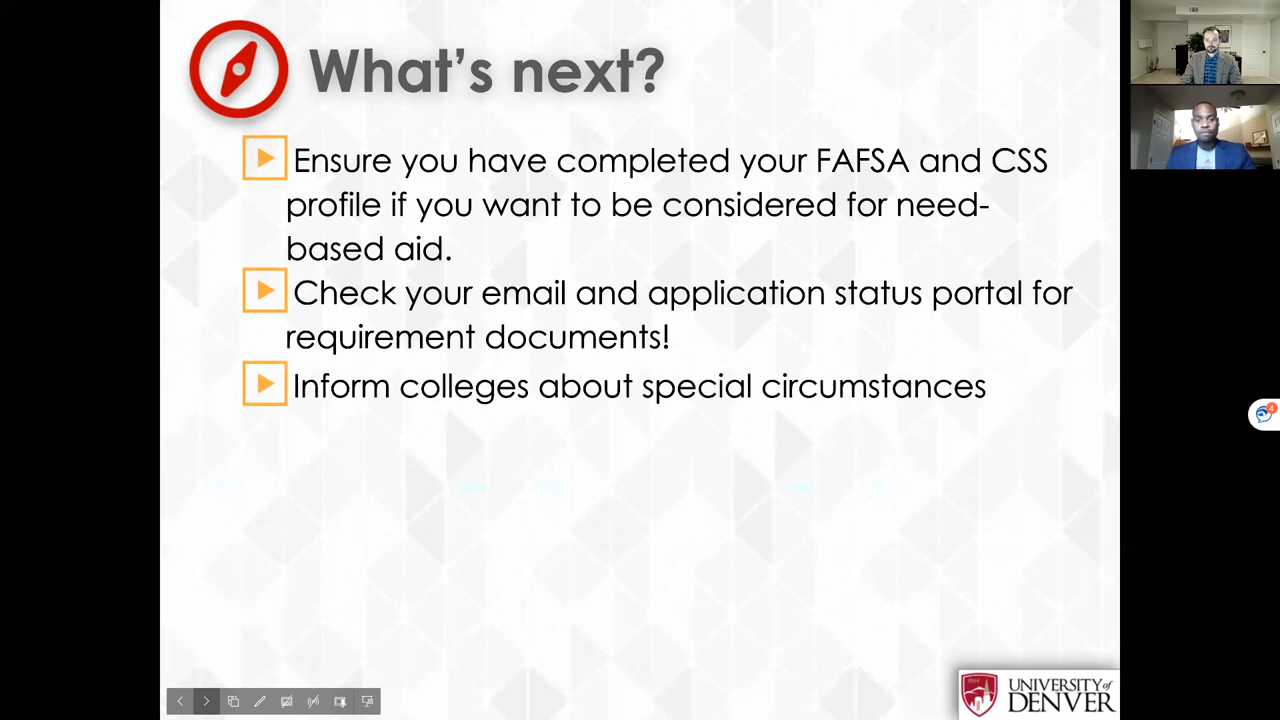 What's next?
Ensure you have completed your FAFSA and CSS
profile if you want to be considered for need-
based aid.
Check your email and application status portal for
requirement documents!
Inform colleges about special circumstances
4
UNIVERSITY of
DENVER